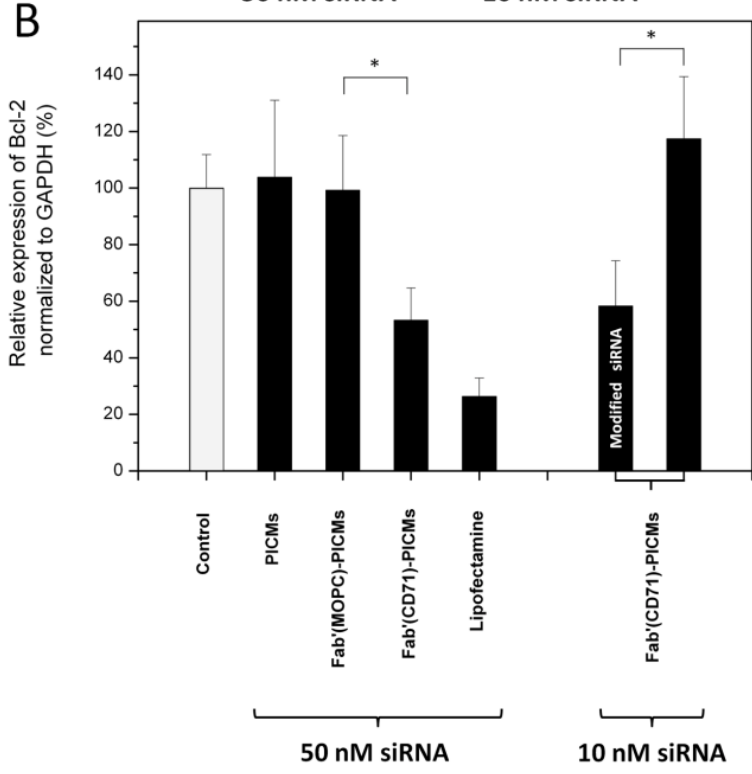 B
Relative expression of Bcl-2
normalized to GAPDH (%)
140
120
100
80
60
40
20
0
*
*
Modified siRNA
Control
PICMs
Fab'(MOPC)-PICMs
Fab'(CD71)-PICMs
Lipofectamine
Fab'(CD71)-PICMs
50 nM siRNA
10 nM siRNA